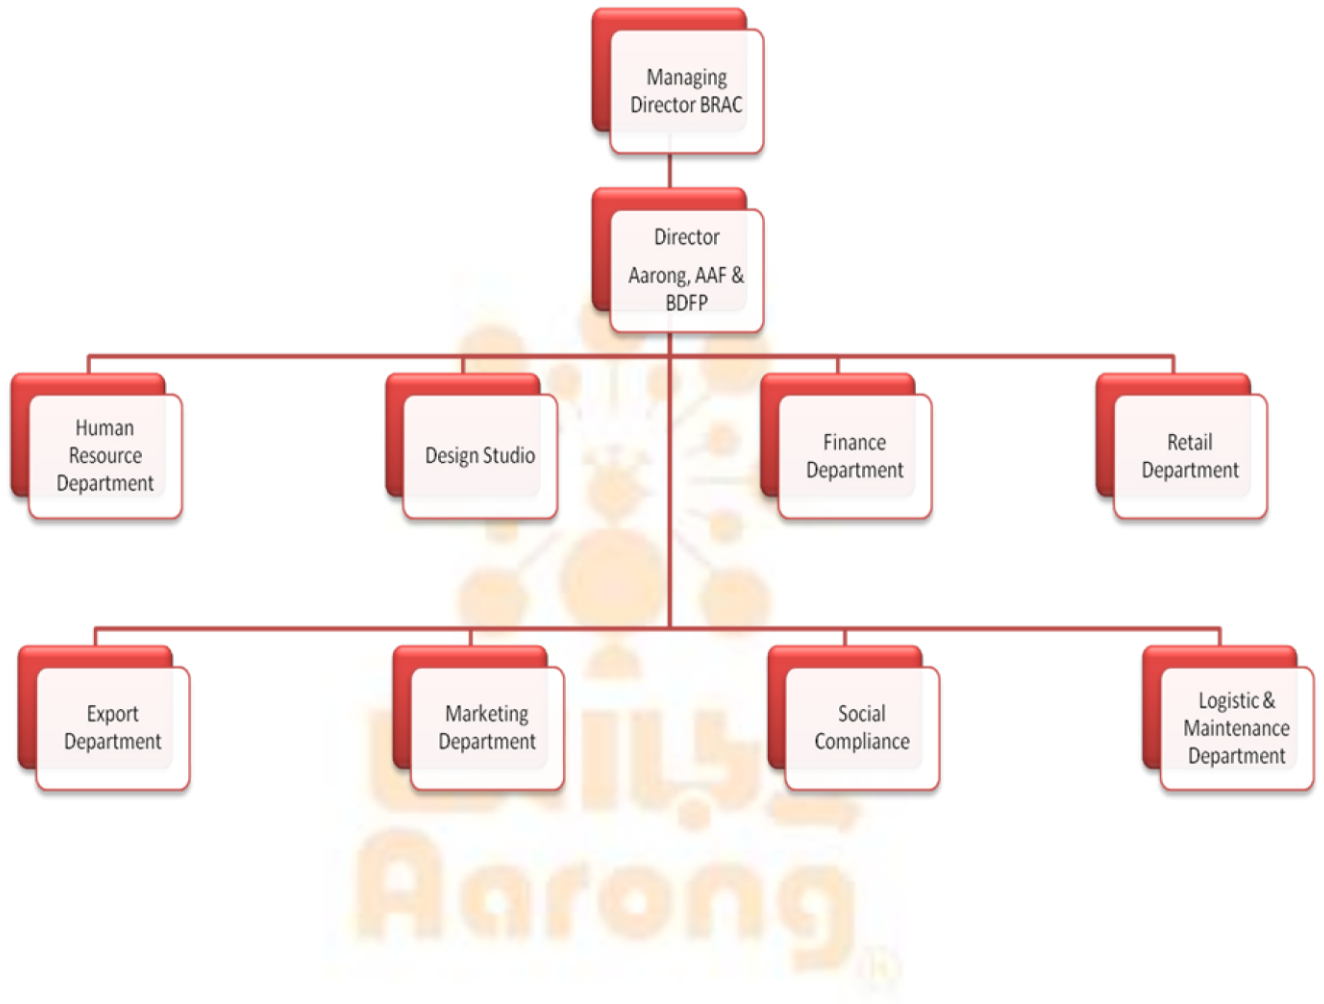 Managing
Director BRAC
Director
Aarong, AAF &
BDFP
Human
Resource
Department
Design Studio
Finance
Department
Retail
Department
Export
Department
Marketing
Department
Social
Compliance
Logistic &
Maintenance
Department
Aarong
®